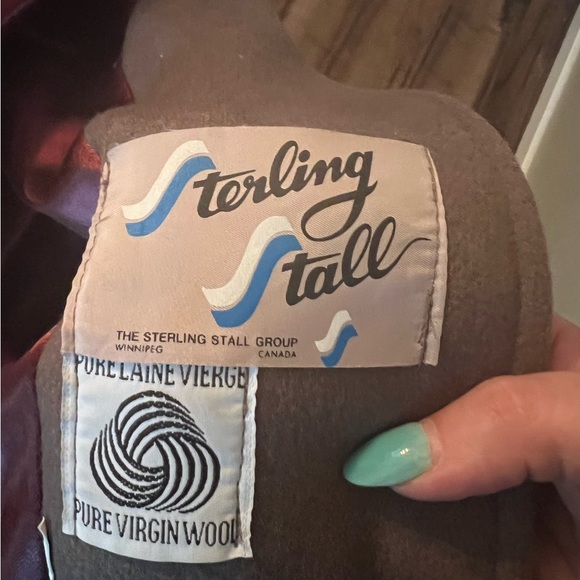 Sterling
Stall
THE STERLING STALL GROUP
WINNIPEG CANADA
PURE LAINE VIERGE
PURE VIRGIN WOOL